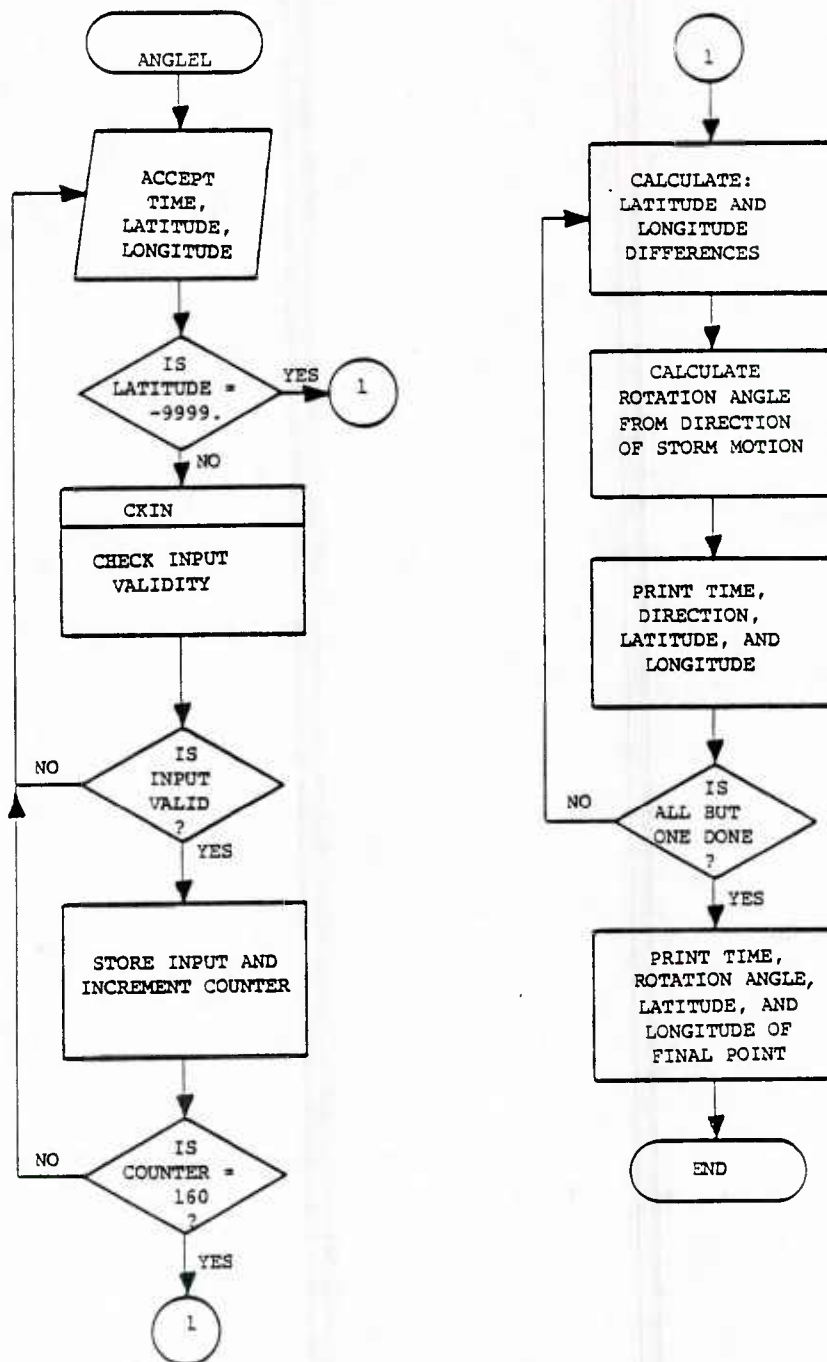 ANGLEL
ACCEPT
TIME,
LATITUDE,
LONGITUDE
IS
LATITUDE =
-9999.
YES
1
NO
CKIN
CHECK INPUT
VALIDITY
IS
INPUT
VALID
?
NO
YES
STORE INPUT AND
INCREMENT COUNTER
IS
COUNTER =
160
?
NO
YES
1
1
CALCULATE:
LATITUDE AND
LONGITUDE
DIFFERENCES
CALCULATE
ROTATION ANGLE
FROM DIRECTION
OF STORM MOTION
PRINT TIME,
DIRECTION,
LATITUDE, AND
LONGITUDE
IS
ALL BUT
ONE DONE
?
NO
YES
PRINT TIME,
ROTATION ANGLE,
LATITUDE, AND
LONGITUDE OF
FINAL POINT
END